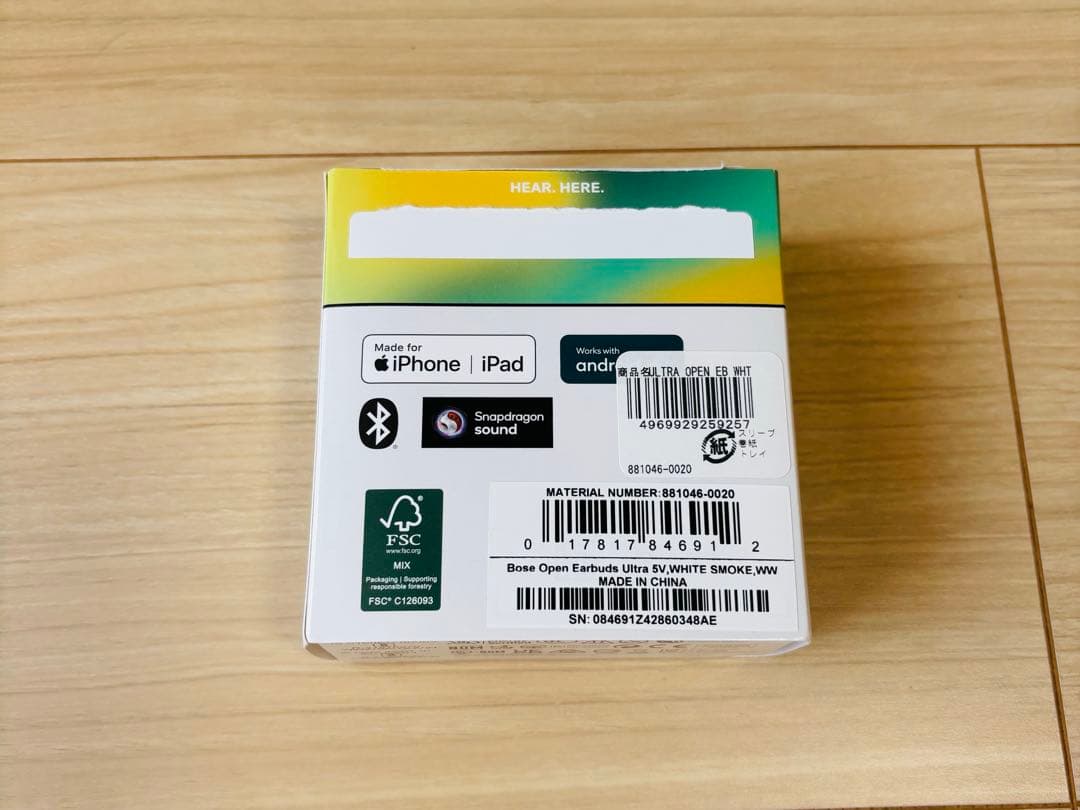 HEAR. HERE.
Made for
iPhone | iPad
Works with
andr
商品名ULTRA OPEN EB WHT
4969929259257
紙
スリーブ
巻紙
トレイ
881046-0020
Snapdragon
sound
FSC®
www.fsc.org
MIX
Packaging | Supporting
responsible forestry
FSC® C126093
MATERIAL NUMBER:881046-0020
0 17817 84691 2
Bose Open Earbuds Ultra 5V,WHITE SMOKE,WW
MADE IN CHINA
SN: 084691Z42860348AE